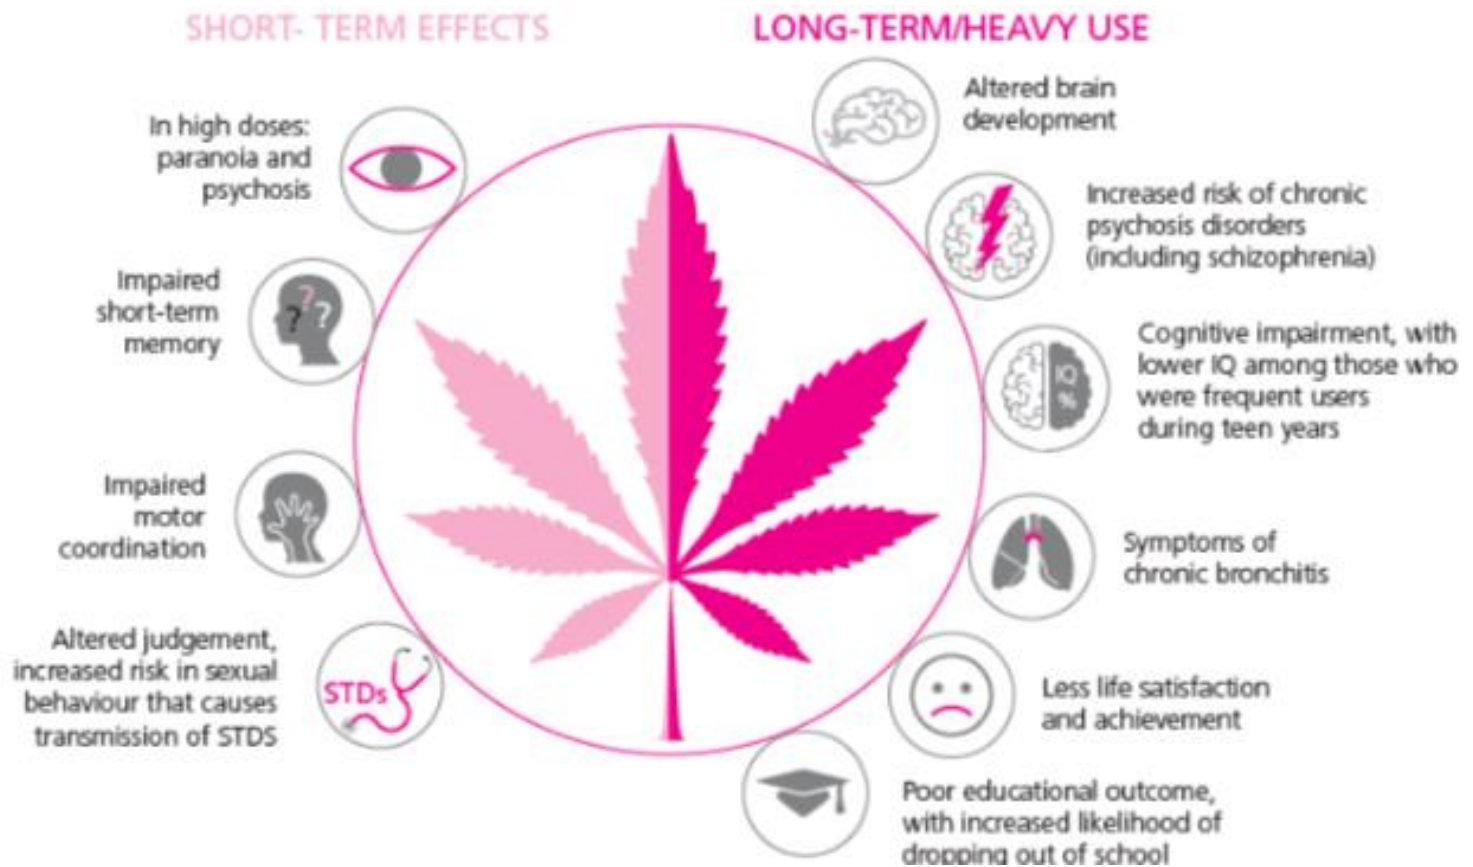 SHORT- TERM EFFECTS
In high doses:
paranoia and
psychosis
Impaired
short-term
memory
? ? ?
Impaired
motor
coordination
Altered judgement,
increased risk in sexual
behaviour that causes
transmission of STDS
STDs
LONG-TERM/HEAVY USE
Altered brain
development
Increased risk of chronic
psychosis disorders
(including schizophrenia)
Cognitive impairment, with
lower IQ among those who
were frequent users
during teen years
IQ
%
Symptoms of
chronic bronchitis
Less life satisfaction
and achievement
Poor educational outcome,
with increased likelihood of
dropping out of school